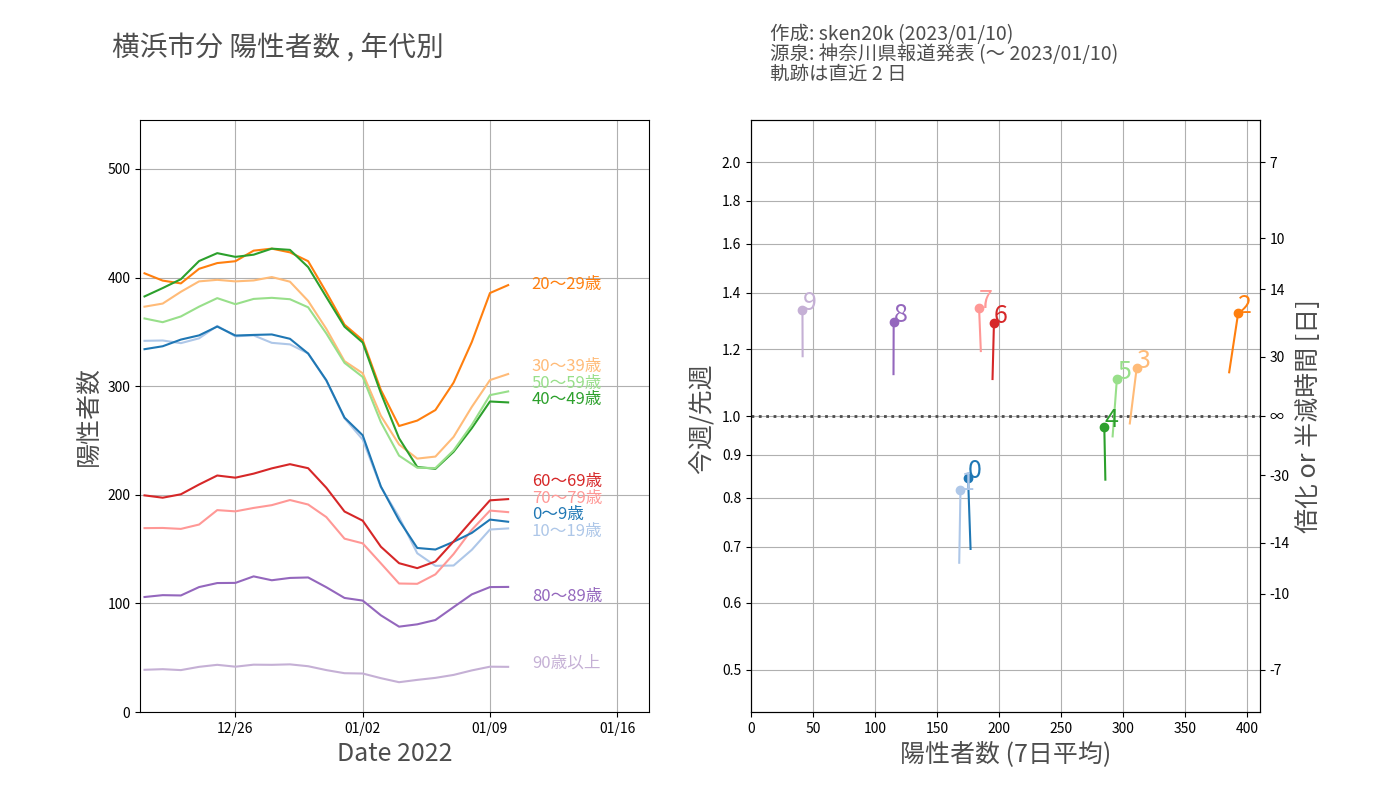 横浜市分 陽性者数 , 年代別
作成: sken20k (2023/01/10)
源泉: 神奈川県報道発表 (〜 2023/01/10)
軌跡は直近 2 日
陽性者数
500
400
300
200
100
0
12/26
01/02
01/09
01/16
Date 2022
20〜29歳
30〜39歳
50〜59歳
40〜49歳
60〜69歳
70〜79歳
0〜9歳
10〜19歳
80〜89歳
90歳以上
今週/先週
2.0
1.8
1.6
1.4
1.2
1.0
0.9
0.8
0.7
0.6
0.5
9
8
7
6
5
3
2
4
0
1
0
50
100
150
200
250
300
350
400
陽性者数 (7日平均)
7
10
14
30
∞
-30
-14
-10
-7
倍化 or 半減時間 [日]